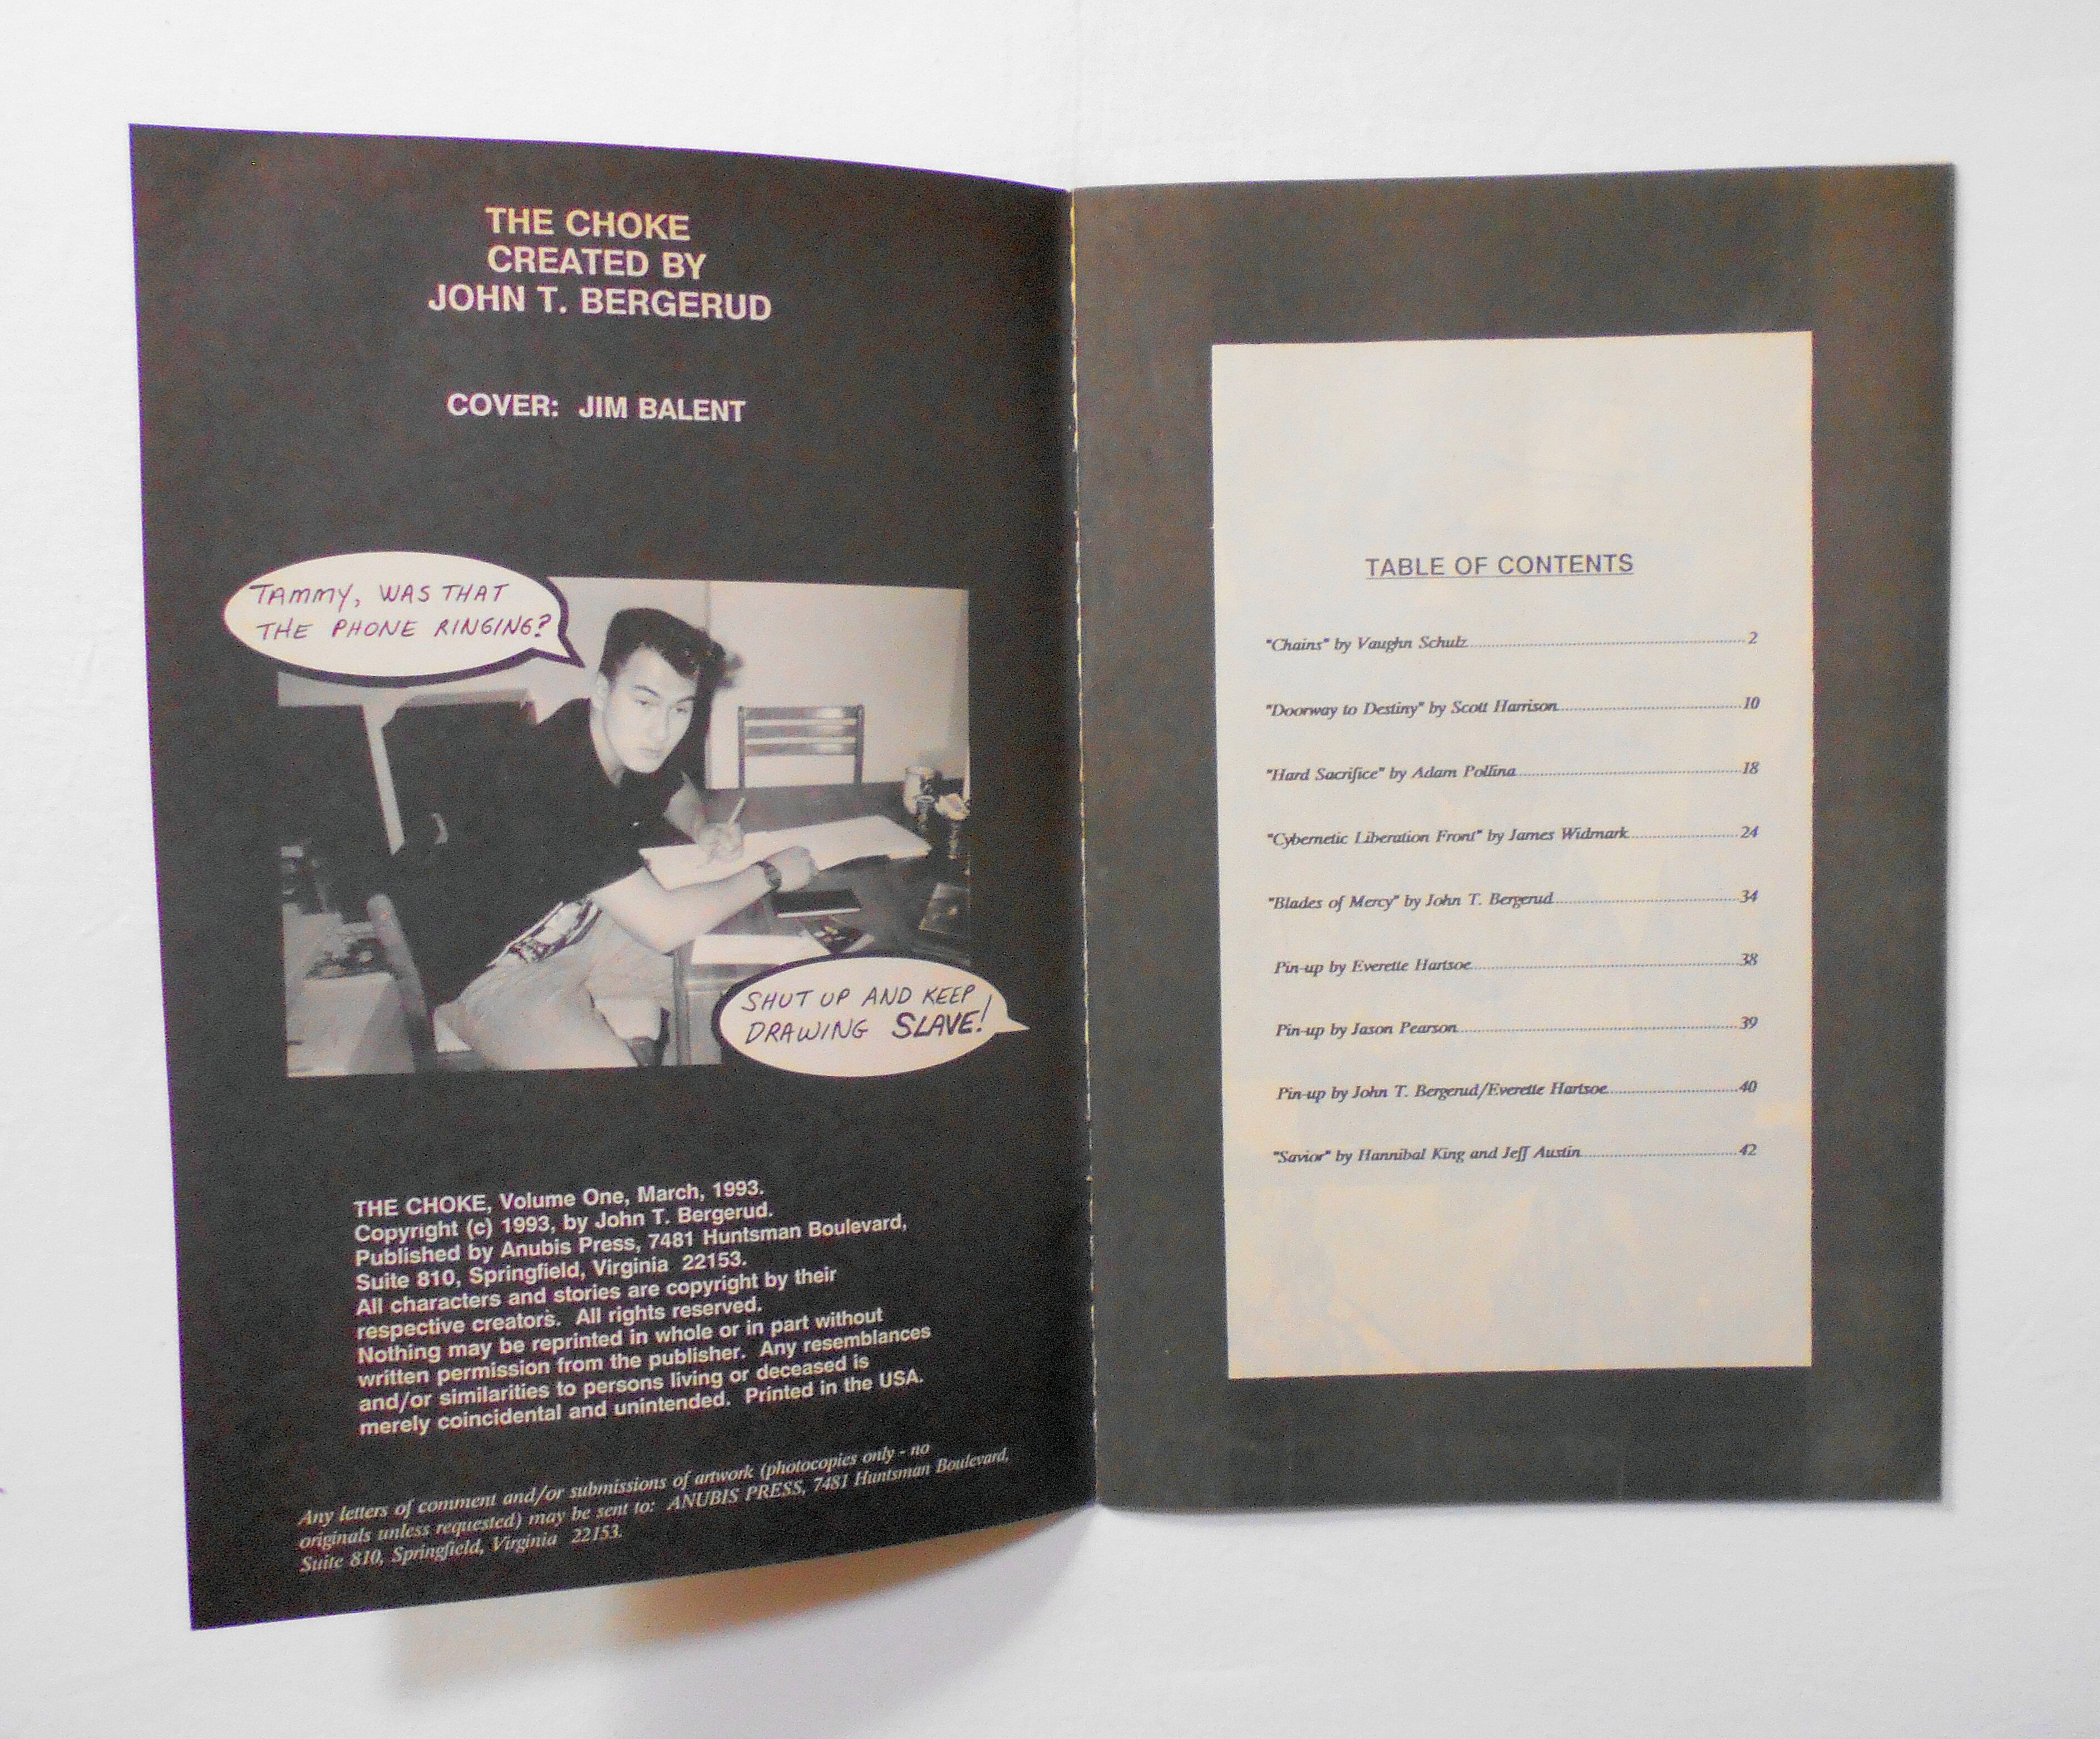 THE CHOKE
CREATED BY
JOHN T. BERGERUD
COVER: JIM BALENT
TAMMY, WAS THAT
THE PHONE RINGING?
SHUT UP AND KEEP
DRAWING SLAVE!
THE CHOKE, Volume One, March, 1993.
Copyright (c) 1993, by John T. Bergerud.
Published by Anubis Press, 7481 Huntsman Boulevard,
Suite 810, Springfield, Virginia 22153.
All characters and stories are copyright by their
respective creators. All rights reserved.
Nothing may be reprinted in whole or in part without
written permission from the publisher. Any resemblances
and/or similarities to persons living or deceased is
merely coincidental and unintended. Printed in the USA.
Any letters of comment and/or submissions of artwork (photocopies only - no
originals unless requested) may be sent to: ANUBIS PRESS, 7481 Huntsman Boulevard,
Suite 810, Springfield, Virginia 22153.
TABLE OF CONTENTS
"Chains" by Vaughn Schulz 2
"Doorway to Destiny" by Scott Harrison 10
"Hard Sacrifice" by Adam Pollina 18
"Cybernetic Liberation Front" by James Widmark 24
"Blades of Mercy" by John T. Bergerud 34
Pin-up by Everette Hartsoe 38
Pin-up by Jason Pearson 39
Pin-up by John T. Bergerud/Everette Hartsoe 40
"Savior" by Hannibal King and Jeff Austin 42